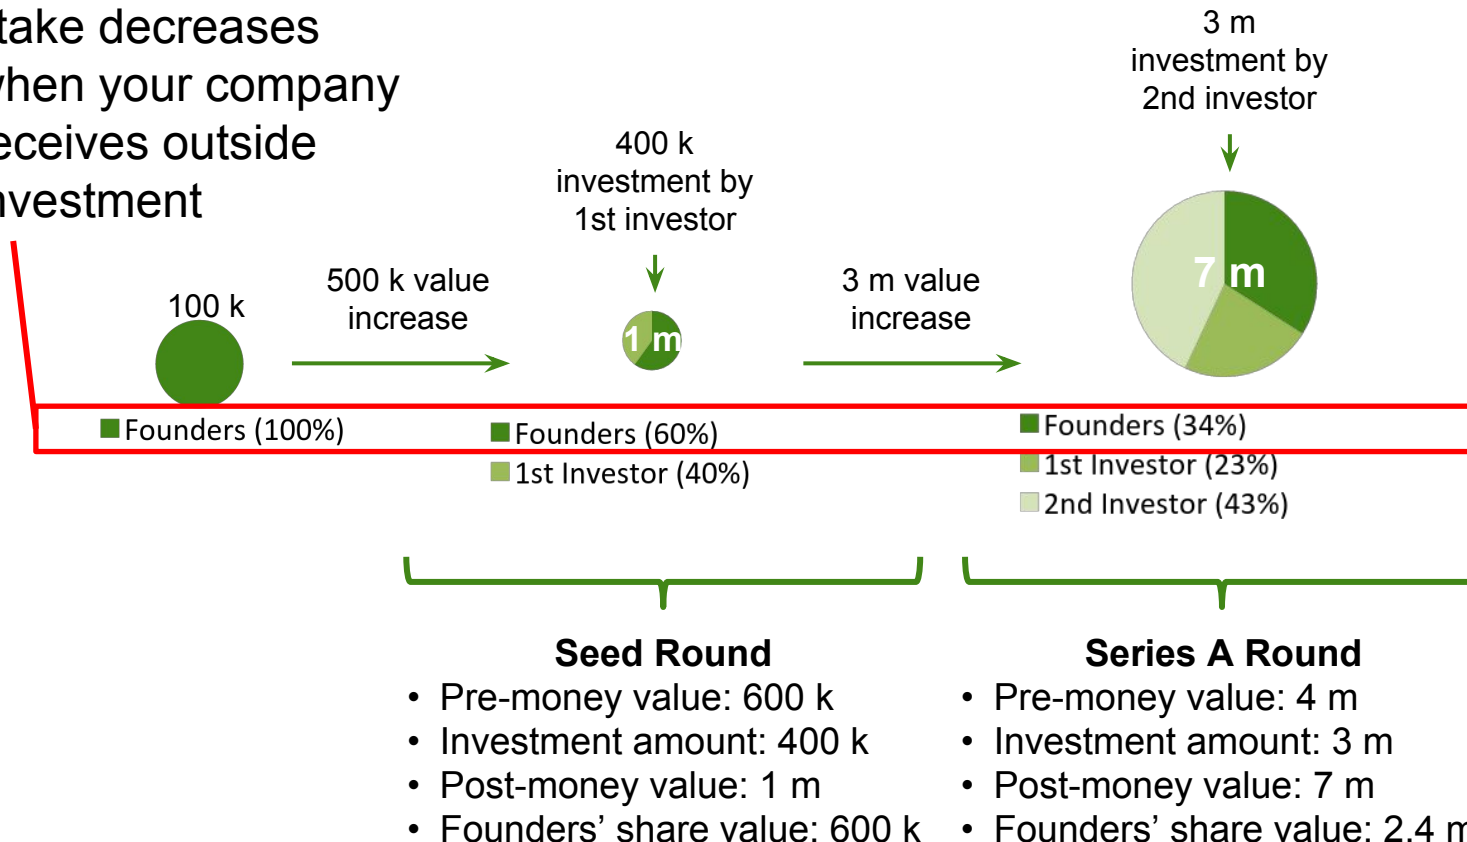 take decreases
when your company
eceives outside
nvestment
3 m
investment by
2nd investor
400 k
investment by
1st investor
100 k
500 k value
increase
1 m
3 m value
increase
7 m
Founders (100%)
Founders (60%)
1st Investor (40%)
Founders (34%)
1st Investor (23%)
2nd Investor (43%)
Seed Round
• Pre-money value: 600 k
• Investment amount: 400 k
• Post-money value: 1 m
• Founders’ share value: 600 k
Series A Round
• Pre-money value: 4 m
• Investment amount: 3 m
• Post-money value: 7 m
• Founders’ share value: 2.4 m